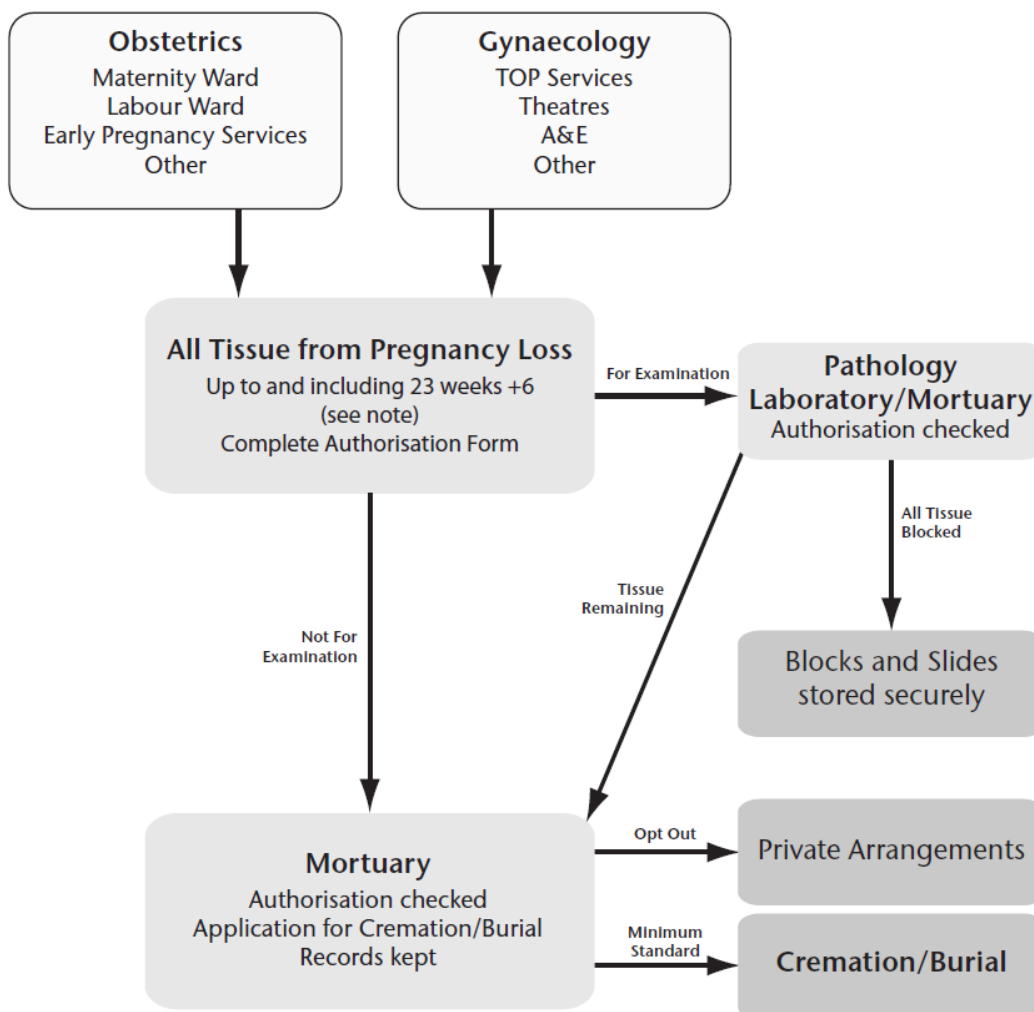 Obstetrics
Maternity Ward
Labour Ward
Early Pregnancy Services
Other
Gynaecology
TOP Services
Theatres
A&E
Other
All Tissue from Pregnancy Loss
Up to and including 23 weeks +6
(see note)
Complete Authorisation Form
For Examination
Pathology
Laboratory/Mortuary
Authorisation checked
All Tissue
Blocked
Tissue
Remaining
Not For
Examination
Blocks and Slides
stored securely
Mortuary
Authorisation checked
Application for Cremation/Burial
Records kept
Opt Out
Private Arrangements
Minimum
Standard
Cremation/Burial